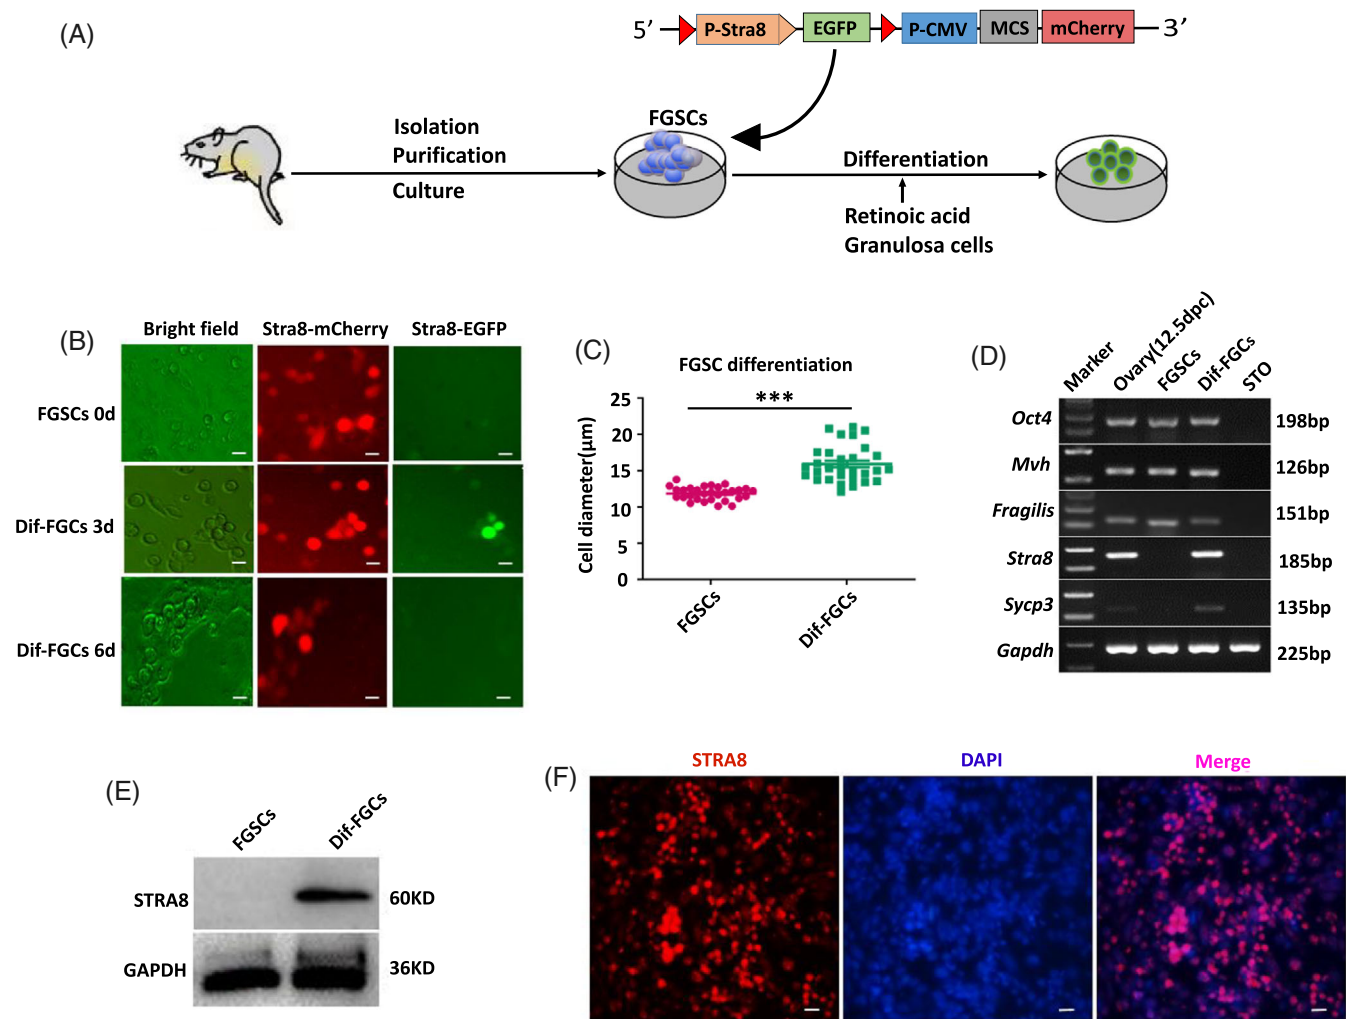 (A)
5’ P-Stra8 EGFP P-CMV MCS mCherry 3’
FGSCs
Isolation
Purification
Culture
Differentiation
Retinoic acid
Granulosa cells
(B)
Bright field Stra8-mCherry Stra8-EGFP
FGSCs 0d
Dif-FGCs 3d
Dif-FGCs 6d
(C)
FGSC differentiation
***
Cell diameter(µm)
25
20
15
10
5
0
FGSCs Dif-FGCs
(D)
Marker Ovary(12.5dpc) FGSCs Dif-FGCs STO
Oct4 198bp
Mvh 126bp
Fragilis 151bp
Stra8 185bp
Sycp3 135bp
Gapdh 225bp
(E)
FGSCs Dif-FGCs
STRA8 60KD
GAPDH 36KD
(F)
STRA8 DAPI Merge